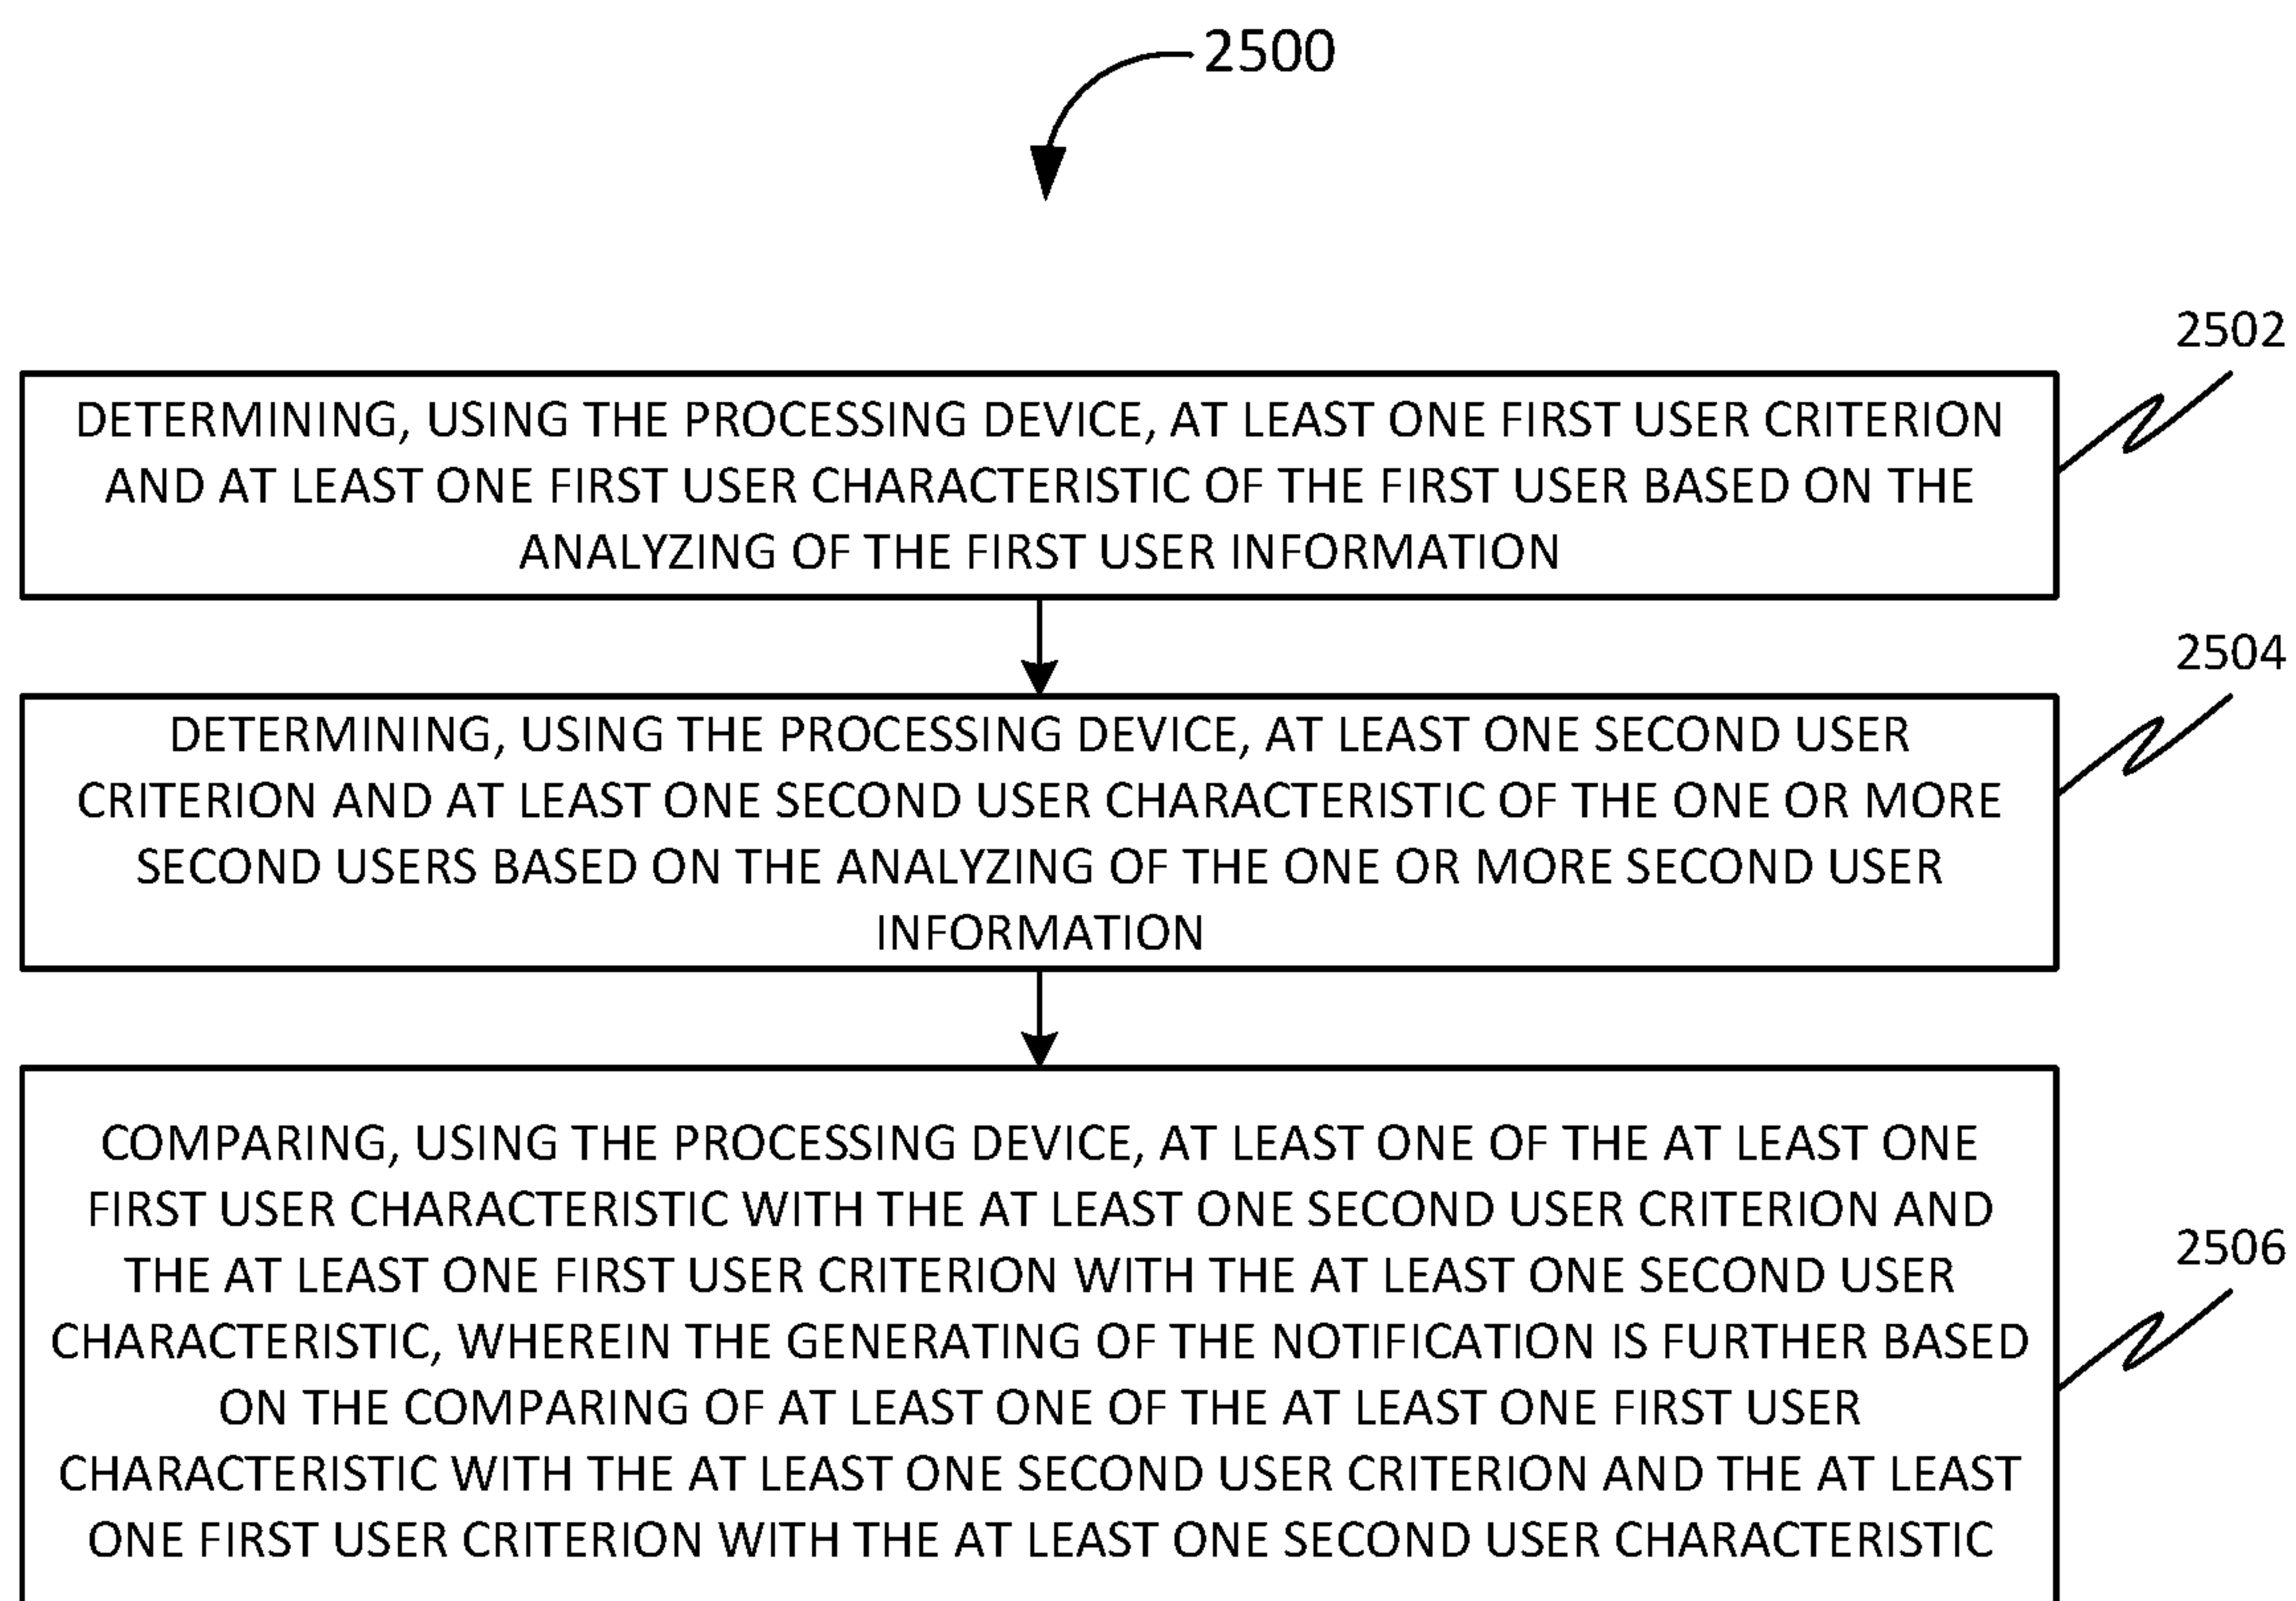 2500
2502
DETERMINING, USING THE PROCESSING DEVICE, AT LEAST ONE FIRST USER CRITERION
AND AT LEAST ONE FIRST USER CHARACTERISTIC OF THE FIRST USER BASED ON THE
ANALYZING OF THE FIRST USER INFORMATION
2504
DETERMINING, USING THE PROCESSING DEVICE, AT LEAST ONE SECOND USER
CRITERION AND AT LEAST ONE SECOND USER CHARACTERISTIC OF THE ONE OR MORE
SECOND USERS BASED ON THE ANALYZING OF THE ONE OR MORE SECOND USER
INFORMATION
2506
COMPARING, USING THE PROCESSING DEVICE, AT LEAST ONE OF THE AT LEAST ONE
FIRST USER CHARACTERISTIC WITH THE AT LEAST ONE SECOND USER CRITERION AND
THE AT LEAST ONE FIRST USER CRITERION WITH THE AT LEAST ONE SECOND USER
CHARACTERISTIC, WHEREIN THE GENERATING OF THE NOTIFICATION IS FURTHER BASED
ON THE COMPARING OF AT LEAST ONE OF THE AT LEAST ONE FIRST USER
CHARACTERISTIC WITH THE AT LEAST ONE SECOND USER CRITERION AND THE AT LEAST
ONE FIRST USER CRITERION WITH THE AT LEAST ONE SECOND USER CHARACTERISTIC